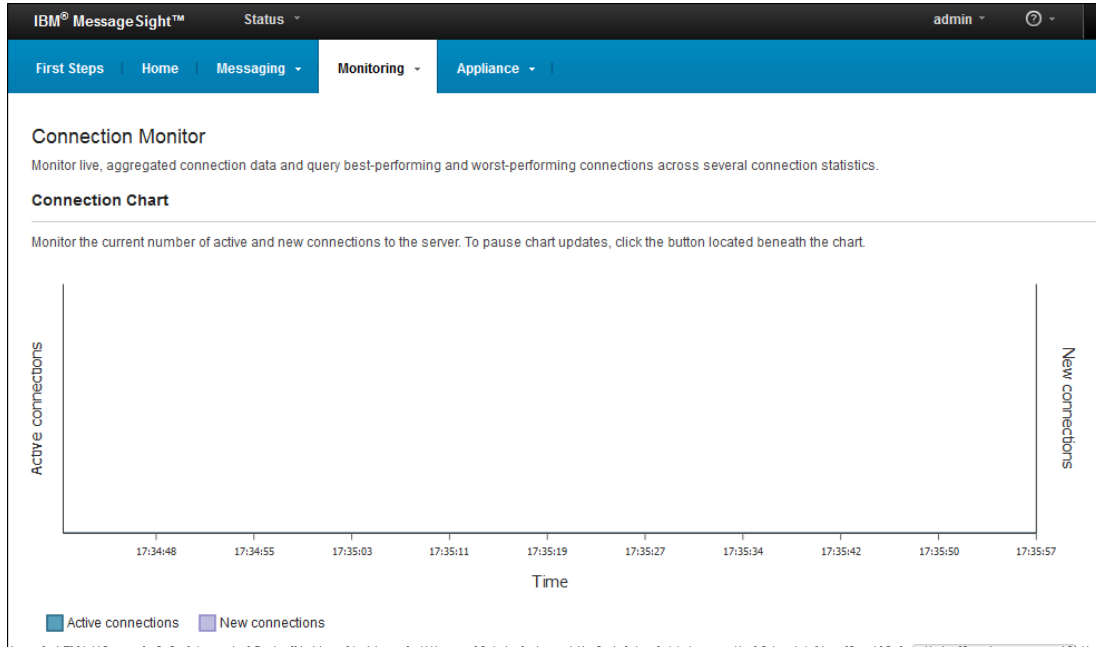 IBM® MessageSight™ Status admin
First Steps Home Messaging Monitoring Appliance
Connection Monitor
Monitor live, aggregated connection data and query best-performing and worst-performing connections across several connection statistics.
Connection Chart
Monitor the current number of active and new connections to the server. To pause chart updates, click the button located beneath the chart.
Active connections
New connections
17:34:48 17:34:55 17:35:03 17:35:11 17:35:19 17:35:27 17:35:34 17:35:42 17:35:50 17:35:57
Time
Active connections New connections